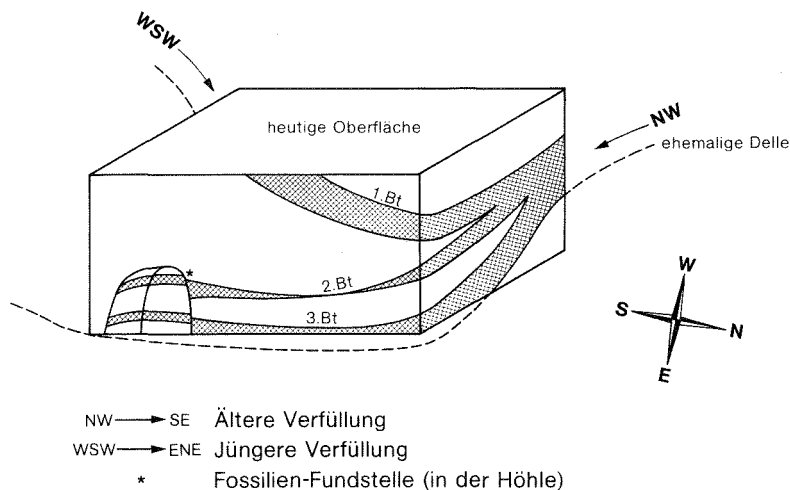 WSW
NW
heutige Oberfläche
ehemalige Delle
1.Bt
*
2.Bt
3.Bt
W
S
N
E
NW → SE Ältere Verfüllung
WSW → ENE Jüngere Verfüllung
* Fossilien-Fundstelle (in der Höhle)